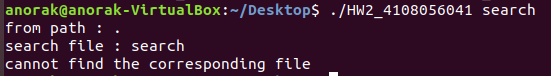 anorak@anorak-VirtualBox:~/Desktop$ ./HW2_4108056041 search
from path : .
search file : search
cannot find the corresponding file